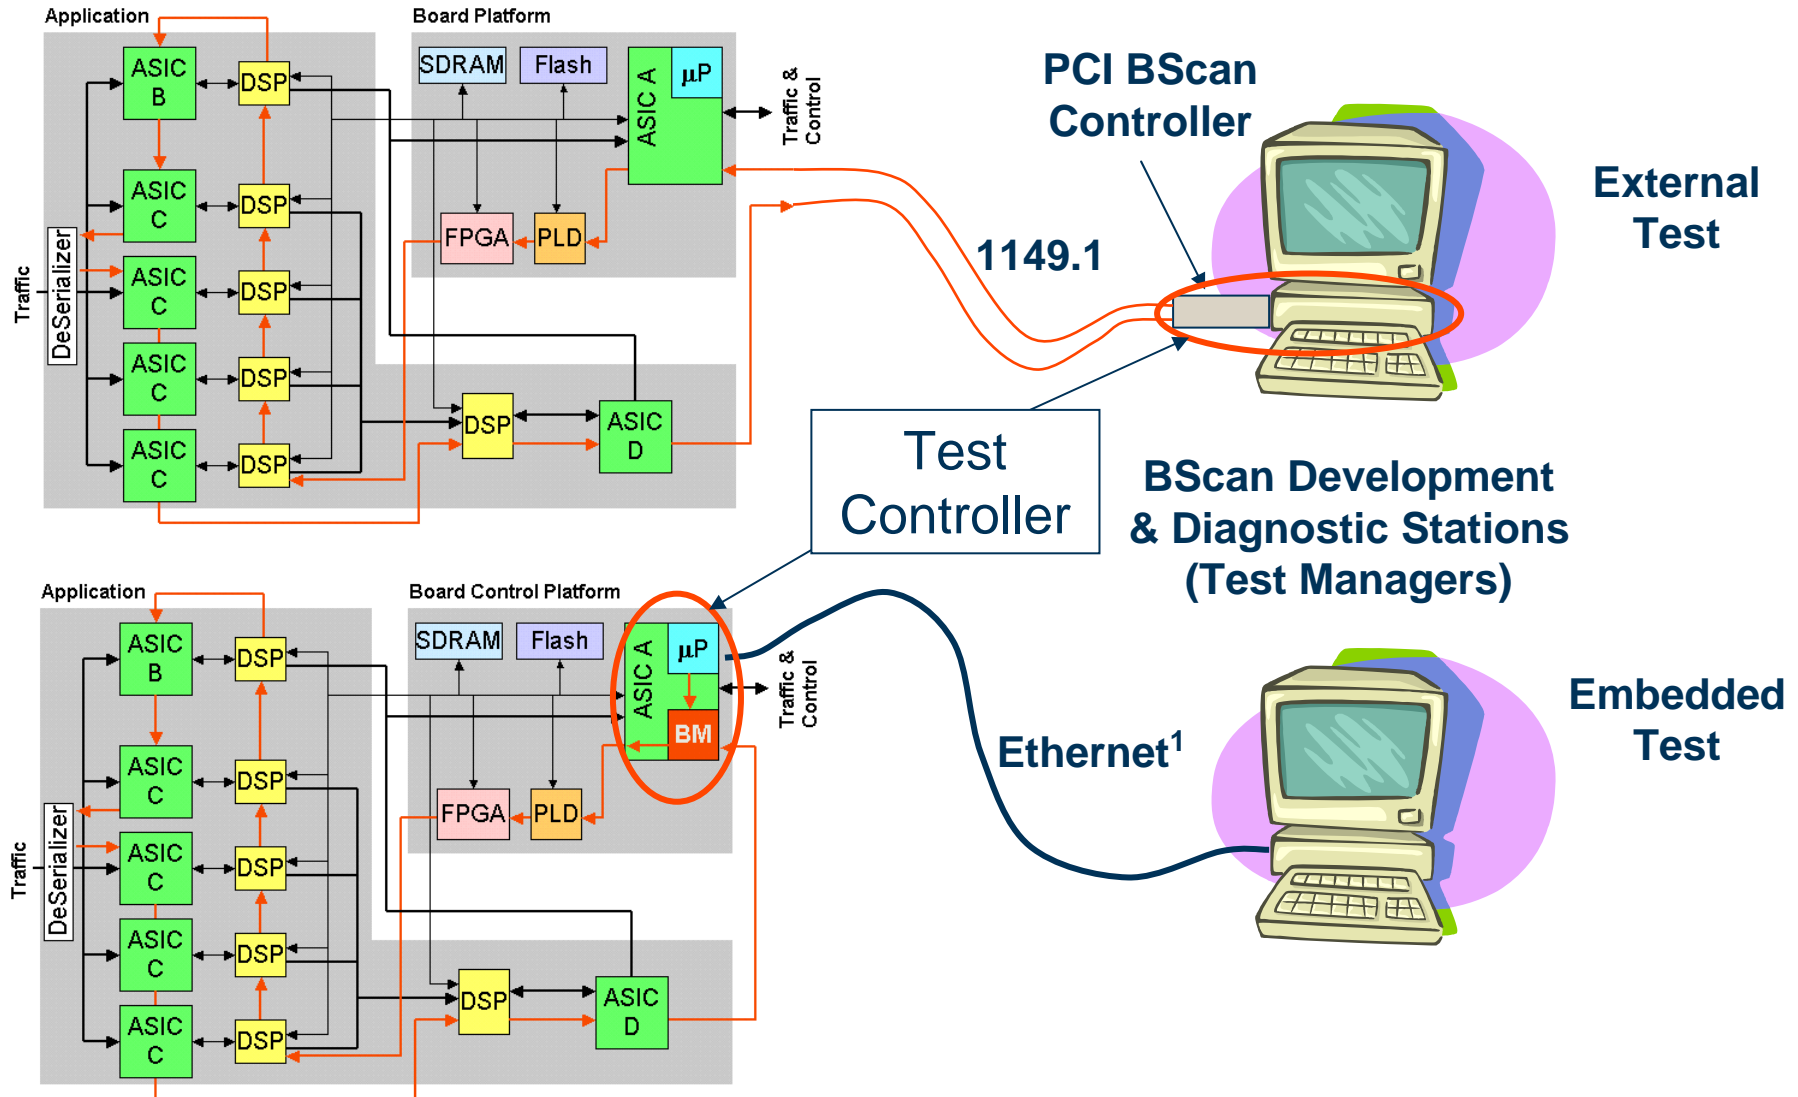 Application
Board Platform
ASIC
B
DSP
SDRAM
Flash
ASIC A
µP
Traffic &
Control
PCI BScan
Controller
External
Test
ASIC
C
DSP
FPGA
PLD
1149.1
Traffic
DeSerializer
ASIC
C
DSP
ASIC
C
DSP
ASIC
C
DSP
DSP
ASIC
D
Test
Controller
BScan Development
& Diagnostic Stations
(Test Managers)
Application
Board Control Platform
ASIC
B
DSP
SDRAM
Flash
ASIC A
µP
BM
Traffic &
Control
Embedded
Test
Ethernet¹
ASIC
C
DSP
FPGA
PLD
Traffic
DeSerializer
ASIC
C
DSP
ASIC
C
DSP
ASIC
C
DSP
DSP
ASIC
D